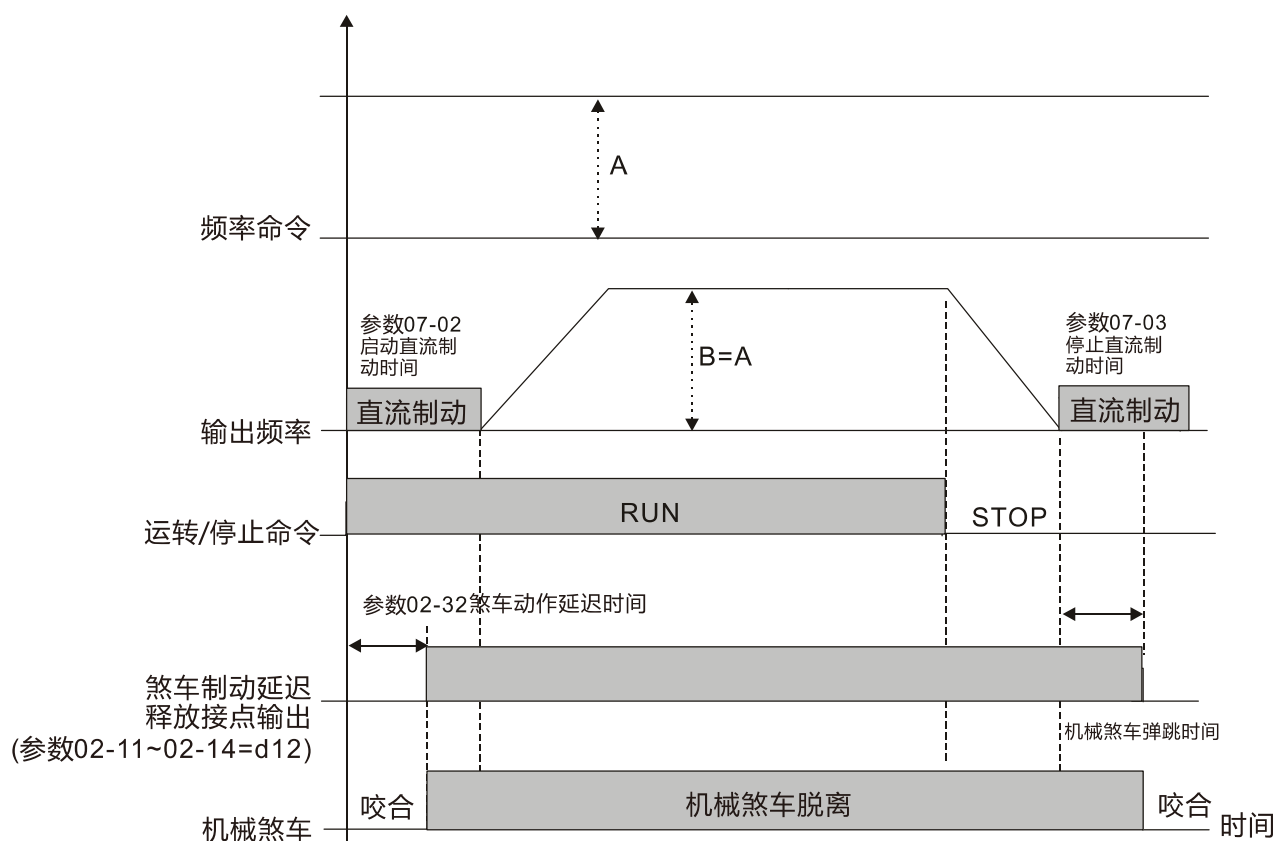 A
频率命令
参数07-02
启动直流制
动时间
参数07-03
停止直流制
动时间
B=A
直流制动
直流制动
输出频率
RUN
STOP
运转/停止命令
参数02-32煞车动作延迟时间
煞车制动延迟
释放接点输出
(参数02-11~02-14=d12)
机械煞车弹跳时间
咬合
机械煞车脱离
咬合
机械煞车
时间